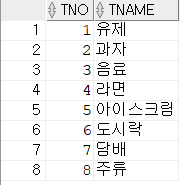 TNO TNAME
1 1 유제
2 2 과자
3 3 음료
4 4 라면
5 5 아이스크림
6 6 도시락
7 7 담배
8 8 주류